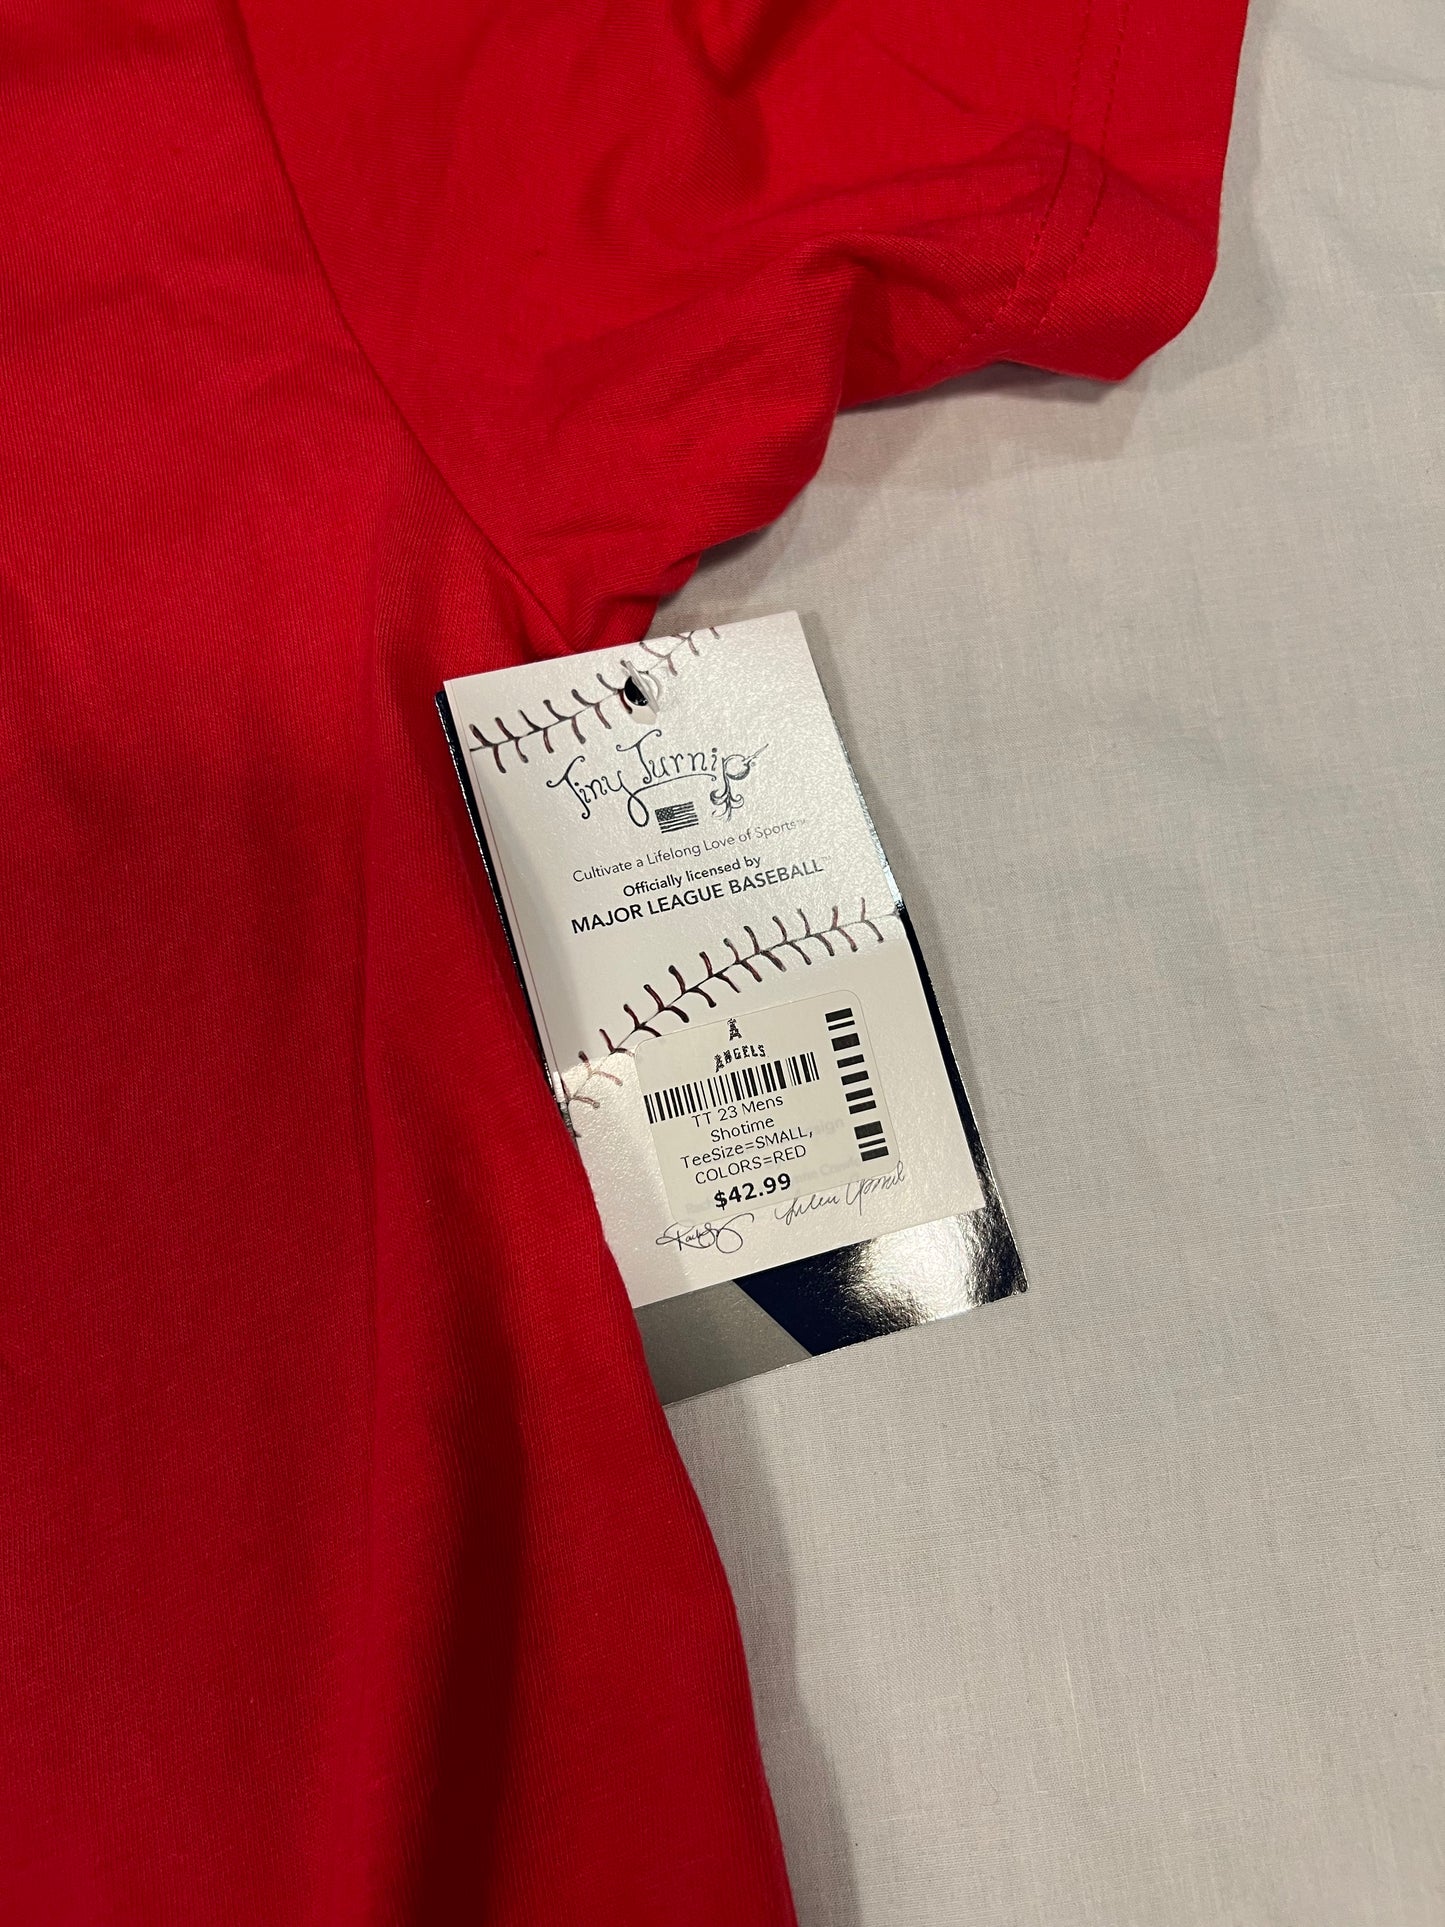 Tiny Turnip
Cultivate a Lifelong Love of Sports™
Officially licensed by
MAJOR LEAGUE BASEBALL™
A
ANGELS
TT 23 Mens
Shotime
TeeSize=SMALL,
COLORS=RED
$42.99